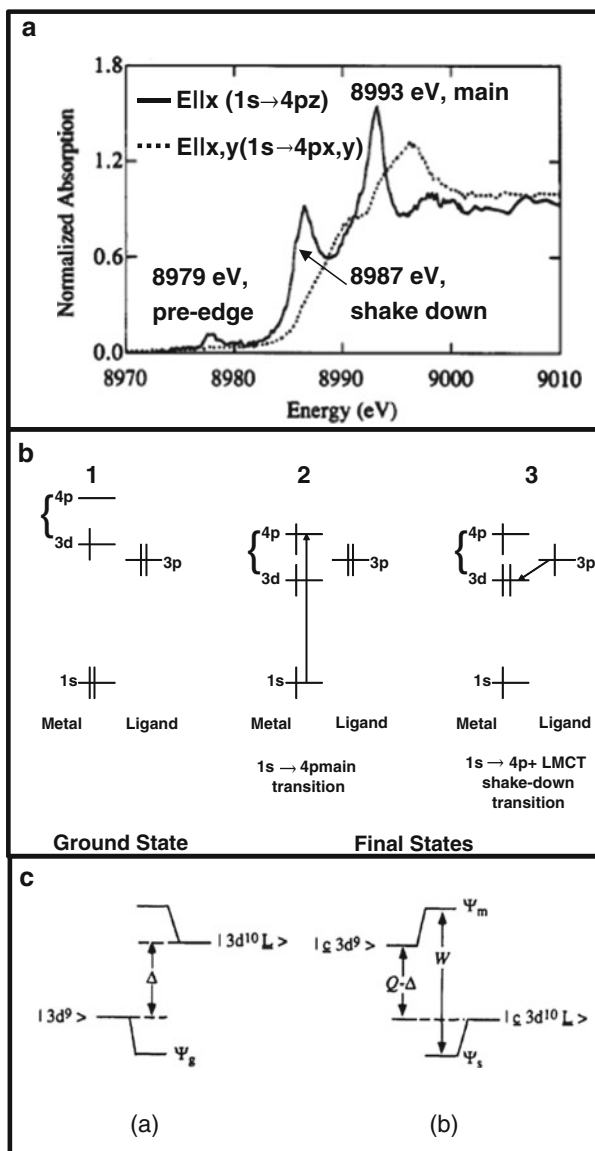 a
1.8
1.2
0.6
0.0
Normalized Absorption
E||x (1s→4pz)
E||x,y(1s→4px,y)
8993 eV, main
8979 eV,
pre-edge
8987 eV,
shake down
8970
8980
8990
9000
9010
Energy (eV)
b
1
2
3
4p
3d
3p
1s
Metal
Ligand
4p
3d
3p
1s
Metal
Ligand
1s → 4pmain
transition
4p
3d
3p
1s
Metal
Ligand
1s → 4p+ LMCT
shake-down
transition
Ground State
Final States
c
| 3d¹⁰ L̲ >
Δ
| 3d⁹ >
Ψg
(a)
Ψm
| c̲ 3d⁹ >
W
Q-Δ
| c̲ 3d¹⁰ L̲ >
Ψs
(b)